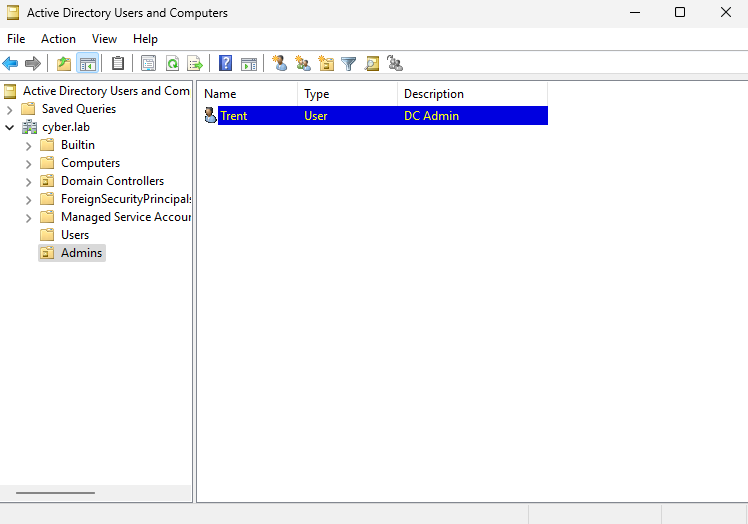 Active Directory Users and Computers
File Action View Help
Active Directory Users and Com
Saved Queries
cyber.lab
Builtin
Computers
Domain Controllers
ForeignSecurityPrincipals
Managed Service Accour
Users
Admins
Name Type Description
Trent User DC Admin